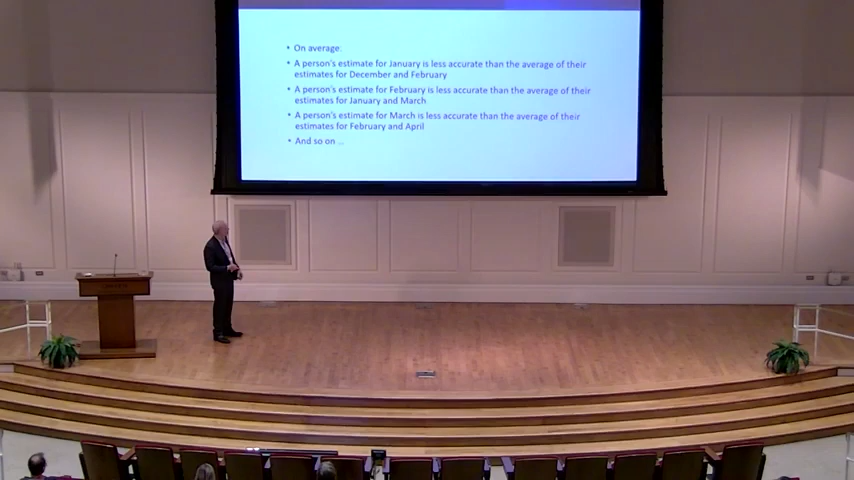 • On average:
• A person's estimate for January is less accurate than the average of their
estimates for December and February
• A person's estimate for February is less accurate than the average of their
estimates for January and March
• A person's estimate for March is less accurate than the average of their
estimates for February and April
• And so on ...